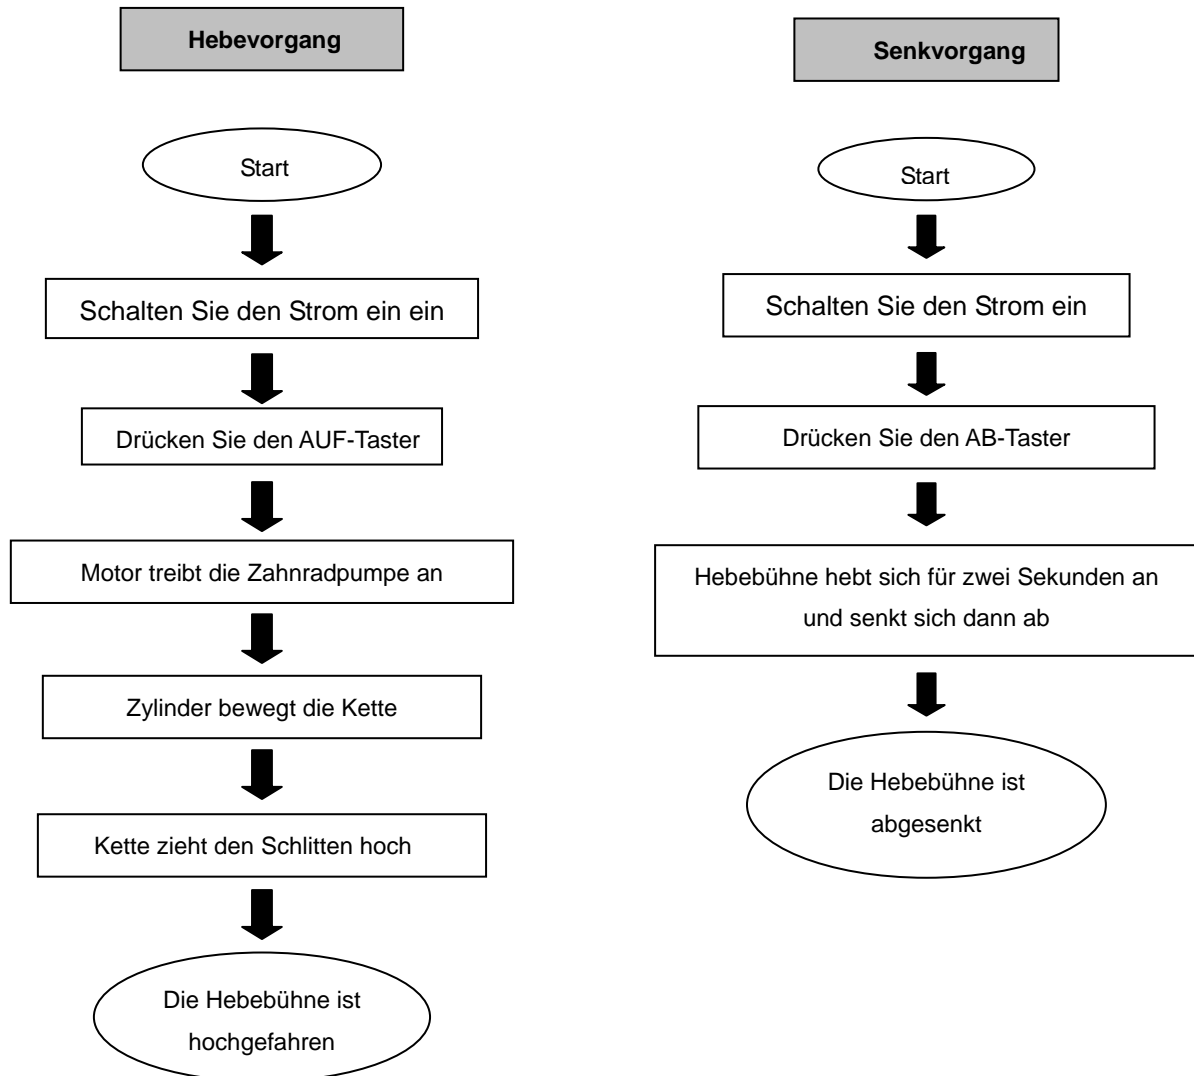 Hebevorgang
Start
Schalten Sie den Strom ein ein
Drücken Sie den AUF-Taster
Motor treibt die Zahnradpumpe an
Zylinder bewegt die Kette
Kette zieht den Schlitten hoch
Die Hebebühne ist
hochgefahren
Senkvorgang
Start
Schalten Sie den Strom ein
Drücken Sie den AB-Taster
Hebebühne hebt sich für zwei Sekunden an
und senkt sich dann ab
Die Hebebühne ist
abgesenkt